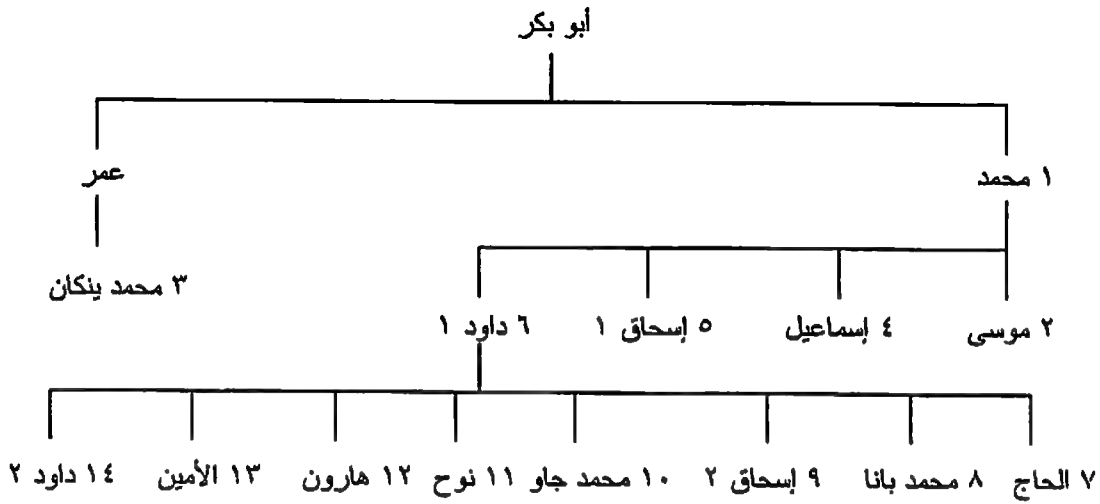 أبو بكر
١ محمد عمر
٣ محمد ينكان
٢ موسى ٤ إسماعيل ٥ إسحاق ١ ٦ داود ١
٧ الحاج ٨ محمد بانا ٩ إسحاق ٢ ١٠ محمد جاو ١١ نوح ١٢ هارون ١٣ الأمين ١٤ داود ٢